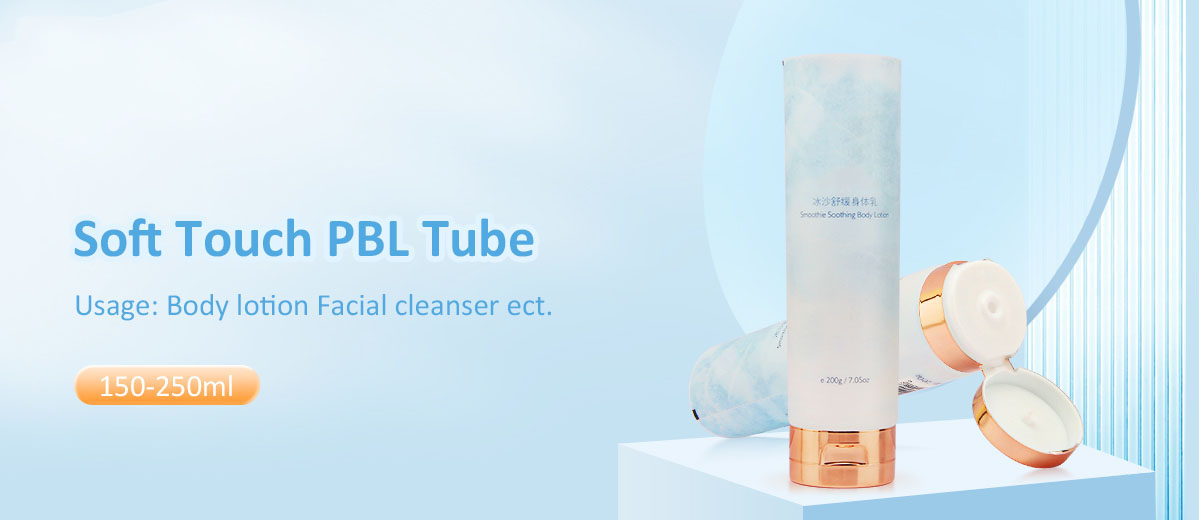 Soft Touch PBL Tube
Usage: Body lotion Facial cleanser ect.
150-250ml
冰沙舒缓身体乳
Smoothie Soothing Body Lotion
e 200g / 7.05oz